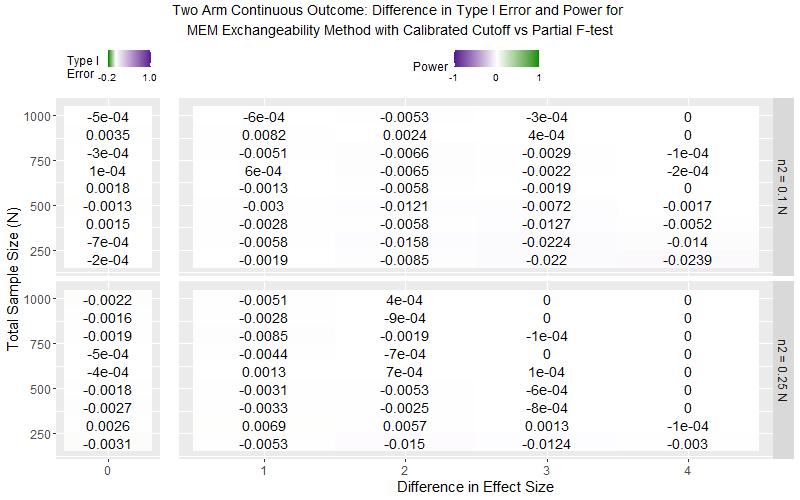 Two Arm Continuous Outcome: Difference in Type I Error and Power for
MEM Exchangeability Method with Calibrated Cutoff vs Partial F-test
Type I
Error -0.2 1.0
Power -1 0 1
1000 -5e-04 -6e-04 -0.0053 -3e-04 0
0.0035 0.0082 0.0024 4e-04 0
750 -3e-04 -0.0051 -0.0066 -0.0029 -1e-04
1e-04 6e-04 -0.0065 -0.0022 -2e-04
0.0018 -0.0013 -0.0058 -0.0019 0
500 -0.0013 -0.003 -0.0121 -0.0072 -0.0017
0.0015 -0.0028 -0.0058 -0.0127 -0.0052
250 -7e-04 -0.0058 -0.0158 -0.0224 -0.014
-2e-04 -0.0019 -0.0085 -0.022 -0.0239
n2 = 0.1 N
Total Sample Size (N)
1000 -0.0022 -0.0051 4e-04 0 0
-0.0016 -0.0028 -9e-04 0 0
750 -0.0019 -0.0085 -0.0019 -1e-04 0
-5e-04 -0.0044 -7e-04 0 0
-4e-04 0.0013 7e-04 1e-04 0
500 -0.0018 -0.0031 -0.0053 -6e-04 0
-0.0027 -0.0033 -0.0025 -8e-04 0
250 0.0026 0.0069 0.0057 0.0013 -1e-04
-0.0031 -0.0053 -0.015 -0.0124 -0.003
n2 = 0.25 N
0 1 2 3 4
Difference in Effect Size